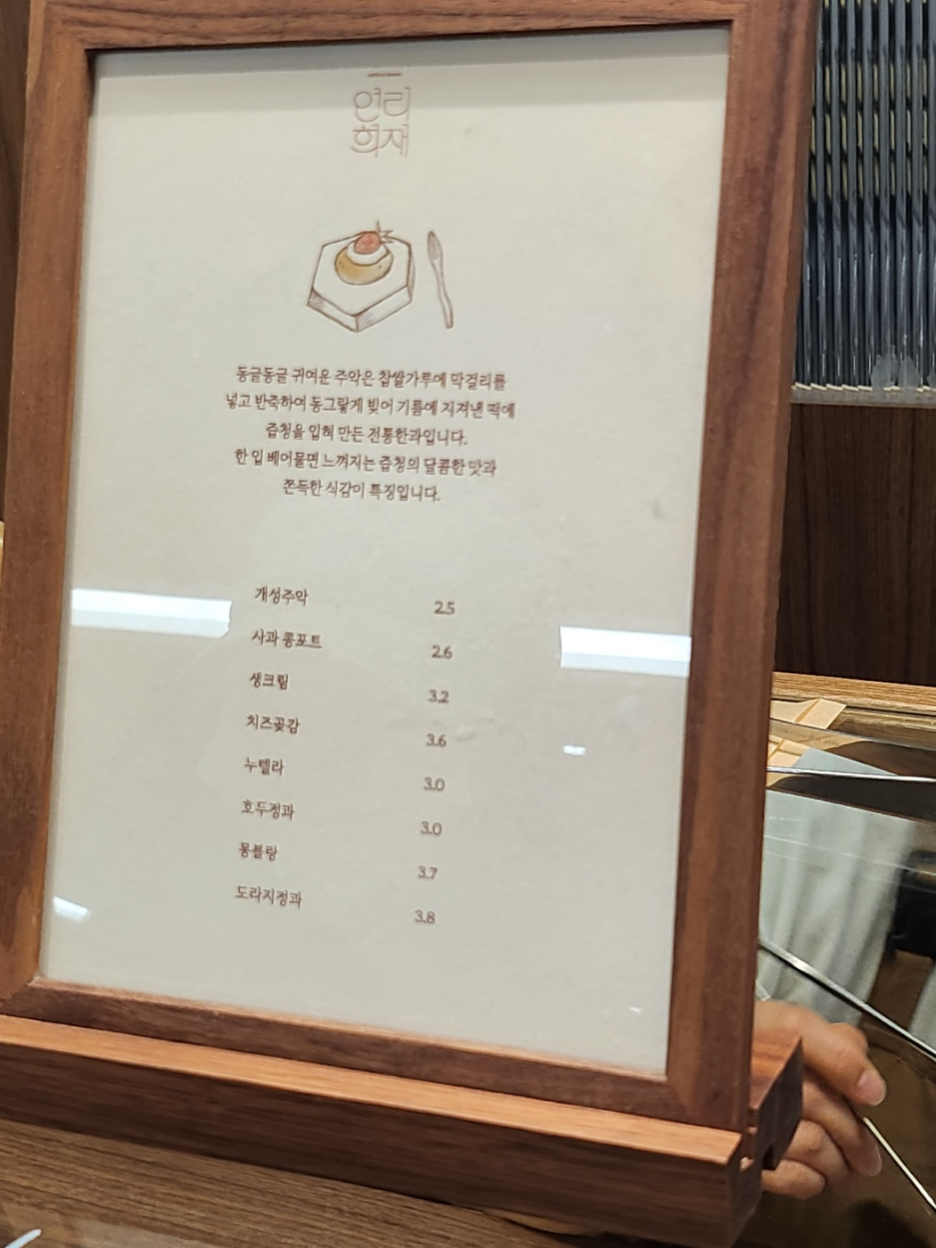 연리
희재
동글동글 귀여운 주악은 찹쌀가루에 막걸리를
넣고 반죽하여 동그랗게 빚어 기름에 지져낸 떡에
즙청을 입혀 만든 전통한과입니다.
한 입 베어물면 느껴지는 즙청의 달콤한 맛과
쫀득한 식감이 특징입니다.
개성주악 2.5
사과 콩포트 2.6
생크림 3.2
치즈곶감 3.6
누텔라 3.0
호두정과 3.0
몽블랑 3.7
도라지정과 3.8